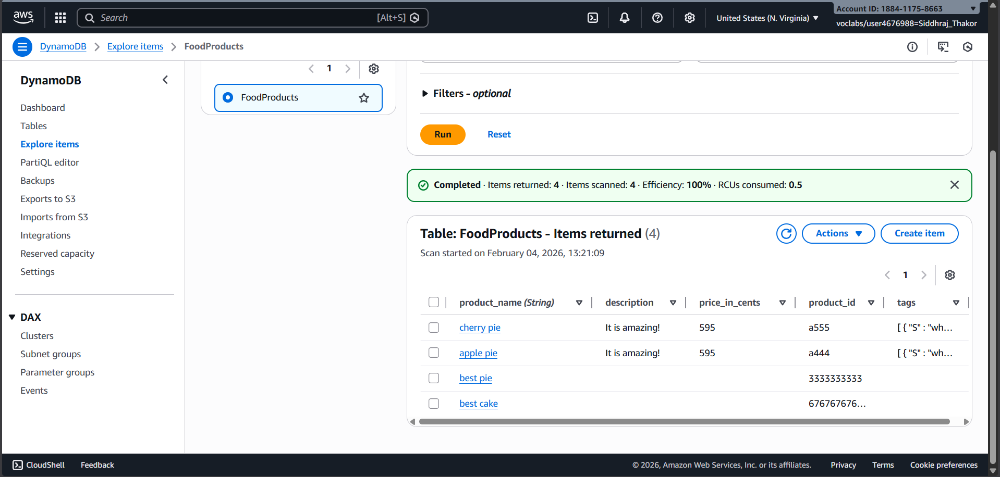 aws
Search
[Alt+S]
United States (N. Virginia)
Account ID: 1884-1175-8663
voclabs/user4676988=Siddhraj_Thakor
DynamoDB
Explore items
FoodProducts
DynamoDB
Dashboard
Tables
Explore items
PartiQL editor
Backups
Exports to S3
Imports from S3
Integrations
Reserved capacity
Settings
DAX
Clusters
Subnet groups
Parameter groups
Events
1
FoodProducts
Filters - optional
Run
Reset
Completed · Items returned: 4 · Items scanned: 4 · Efficiency: 100% · RCUs consumed: 0.5
Table: FoodProducts - Items returned (4)
Actions
Create item
Scan started on February 04, 2026, 13:21:09
1
product_name (String) description price_in_cents product_id tags
cherry pie It is amazing! 595 a555 [ { "S" : "wh...
apple pie It is amazing! 595 a444 [ { "S" : "wh...
best pie 3333333333
best cake 676767676...
CloudShell
Feedback
© 2026, Amazon Web Services, Inc. or its affiliates.
Privacy
Terms
Cookie preferences